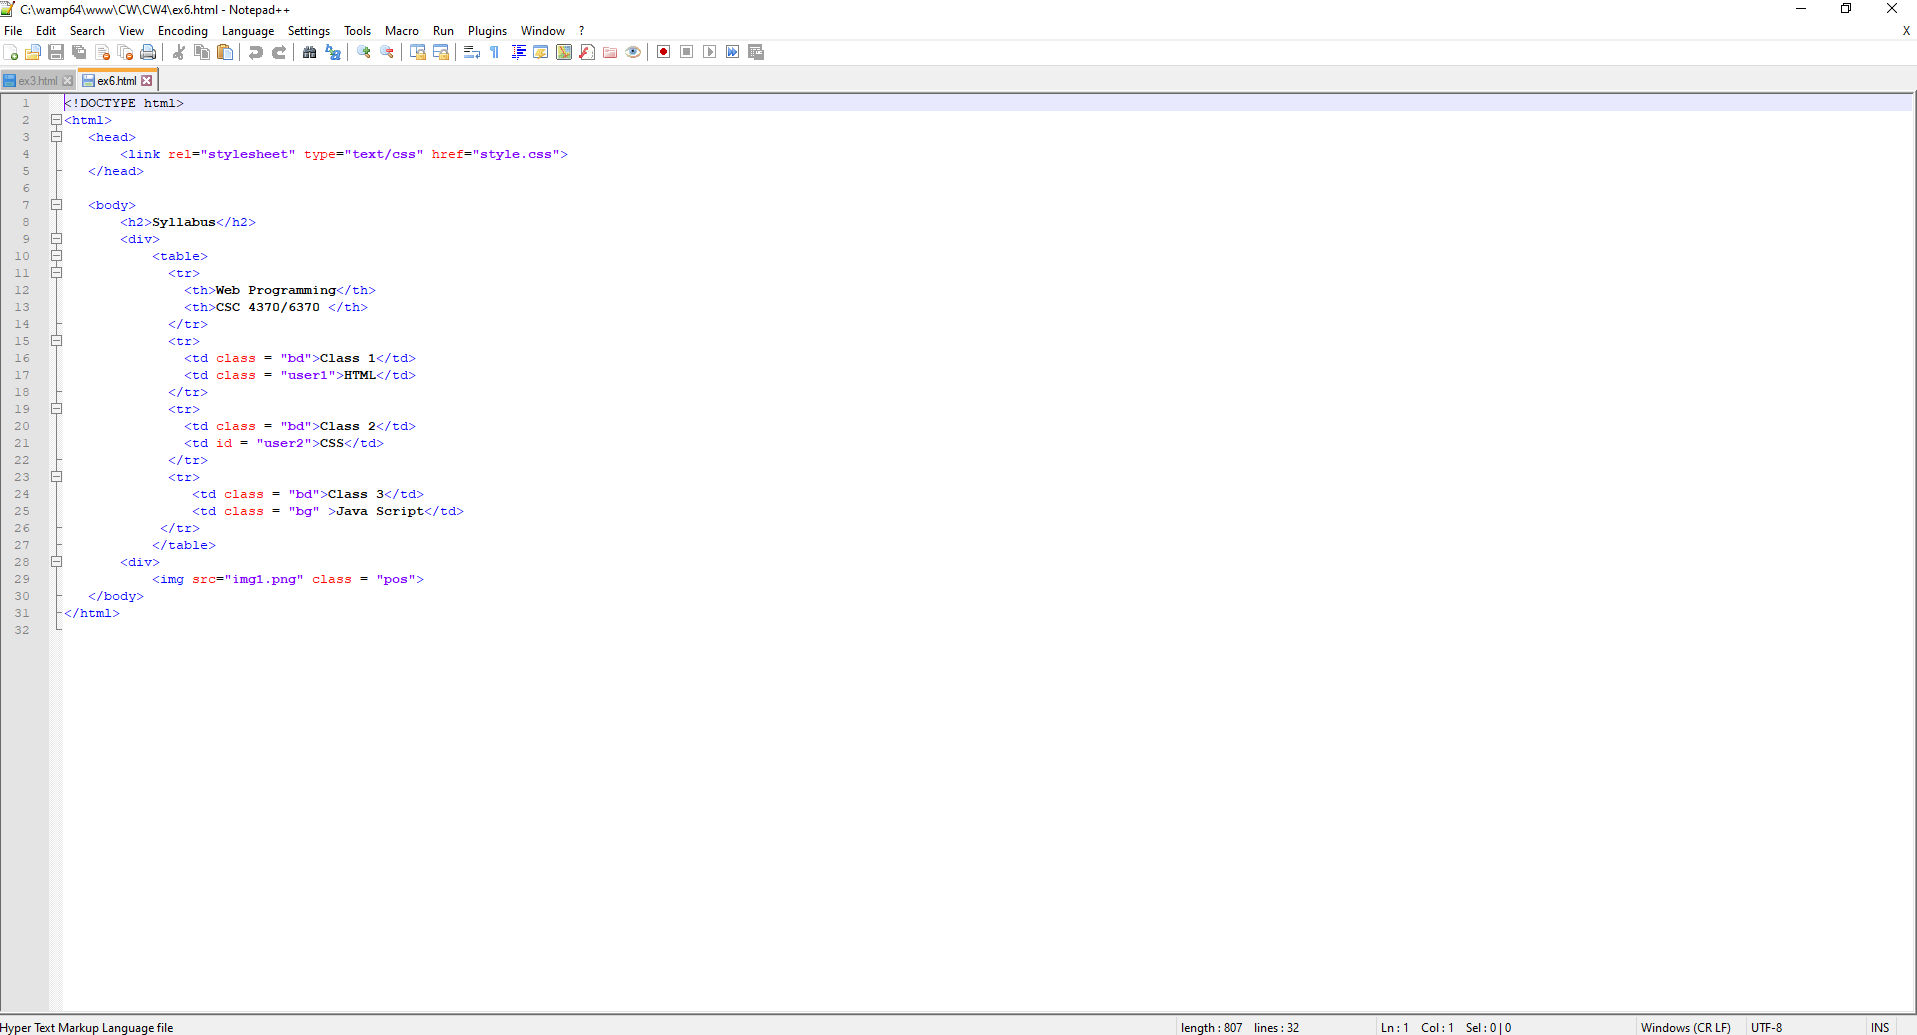 C:\wamp64\www\CW\CW4\ex6.html - Notepad++
File Edit Search View Encoding Language Settings Tools Macro Run Plugins Window ? X
ex3.html ex6.html
1 <!DOCTYPE html>
2 <html>
3 <head>
4 <link rel="stylesheet" type="text/css" href="style.css">
5 </head>
6
7 <body>
8 <h2>Syllabus</h2>
9 <div>
10 <table>
11 <tr>
12 <th>Web Programming</th>
13 <th>CSC 4370/6370 </th>
14 </tr>
15 <tr>
16 <td class = "bd">Class 1</td>
17 <td class = "user1">HTML</td>
18 </tr>
19 <tr>
20 <td class = "bd">Class 2</td>
21 <td id = "user2">CSS</td>
22 </tr>
23 <tr>
24 <td class = "bd">Class 3</td>
25 <td class = "bg" >Java Script</td>
26 </tr>
27 </table>
28 <div>
29 <img src="img1.png" class = "pos">
30 </body>
31 </html>
32
Hyper Text Markup Language file length : 807 lines : 32 Ln : 1 Col : 1 Sel : 0 | 0 Windows (CR LF) UTF-8 INS